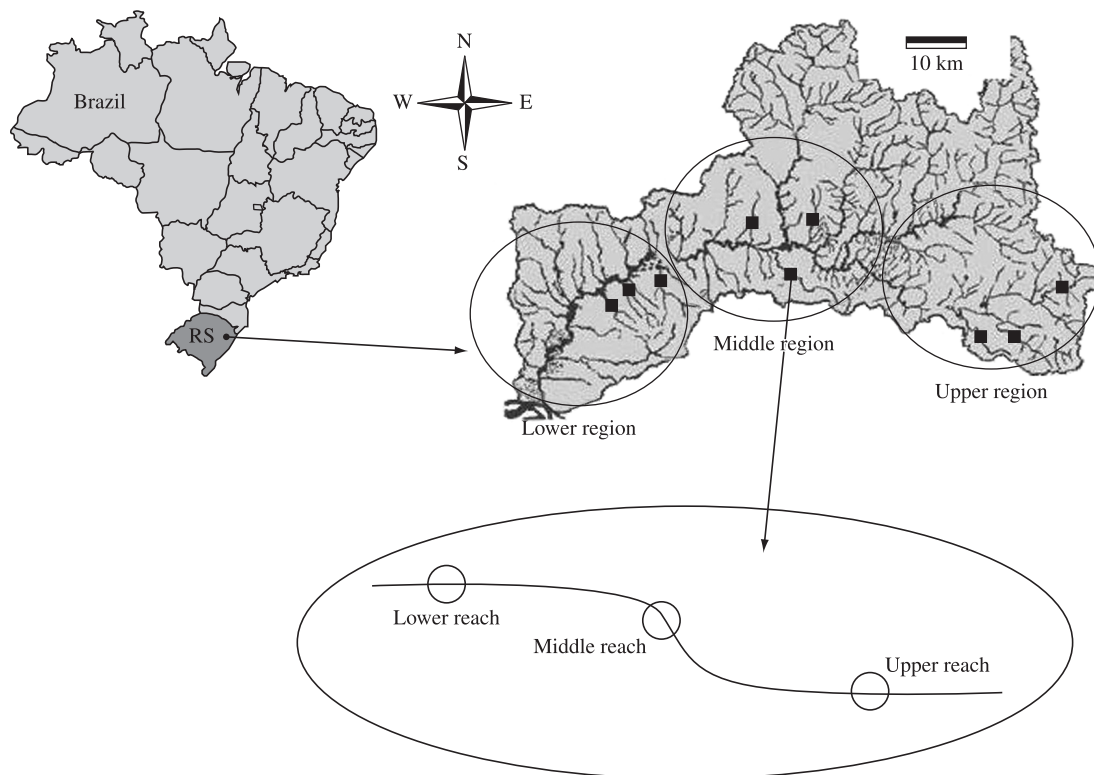 Brazil
N
W
E
S
10 km
RS
Middle region
Upper region
Lower region
Lower reach
Middle reach
Upper reach